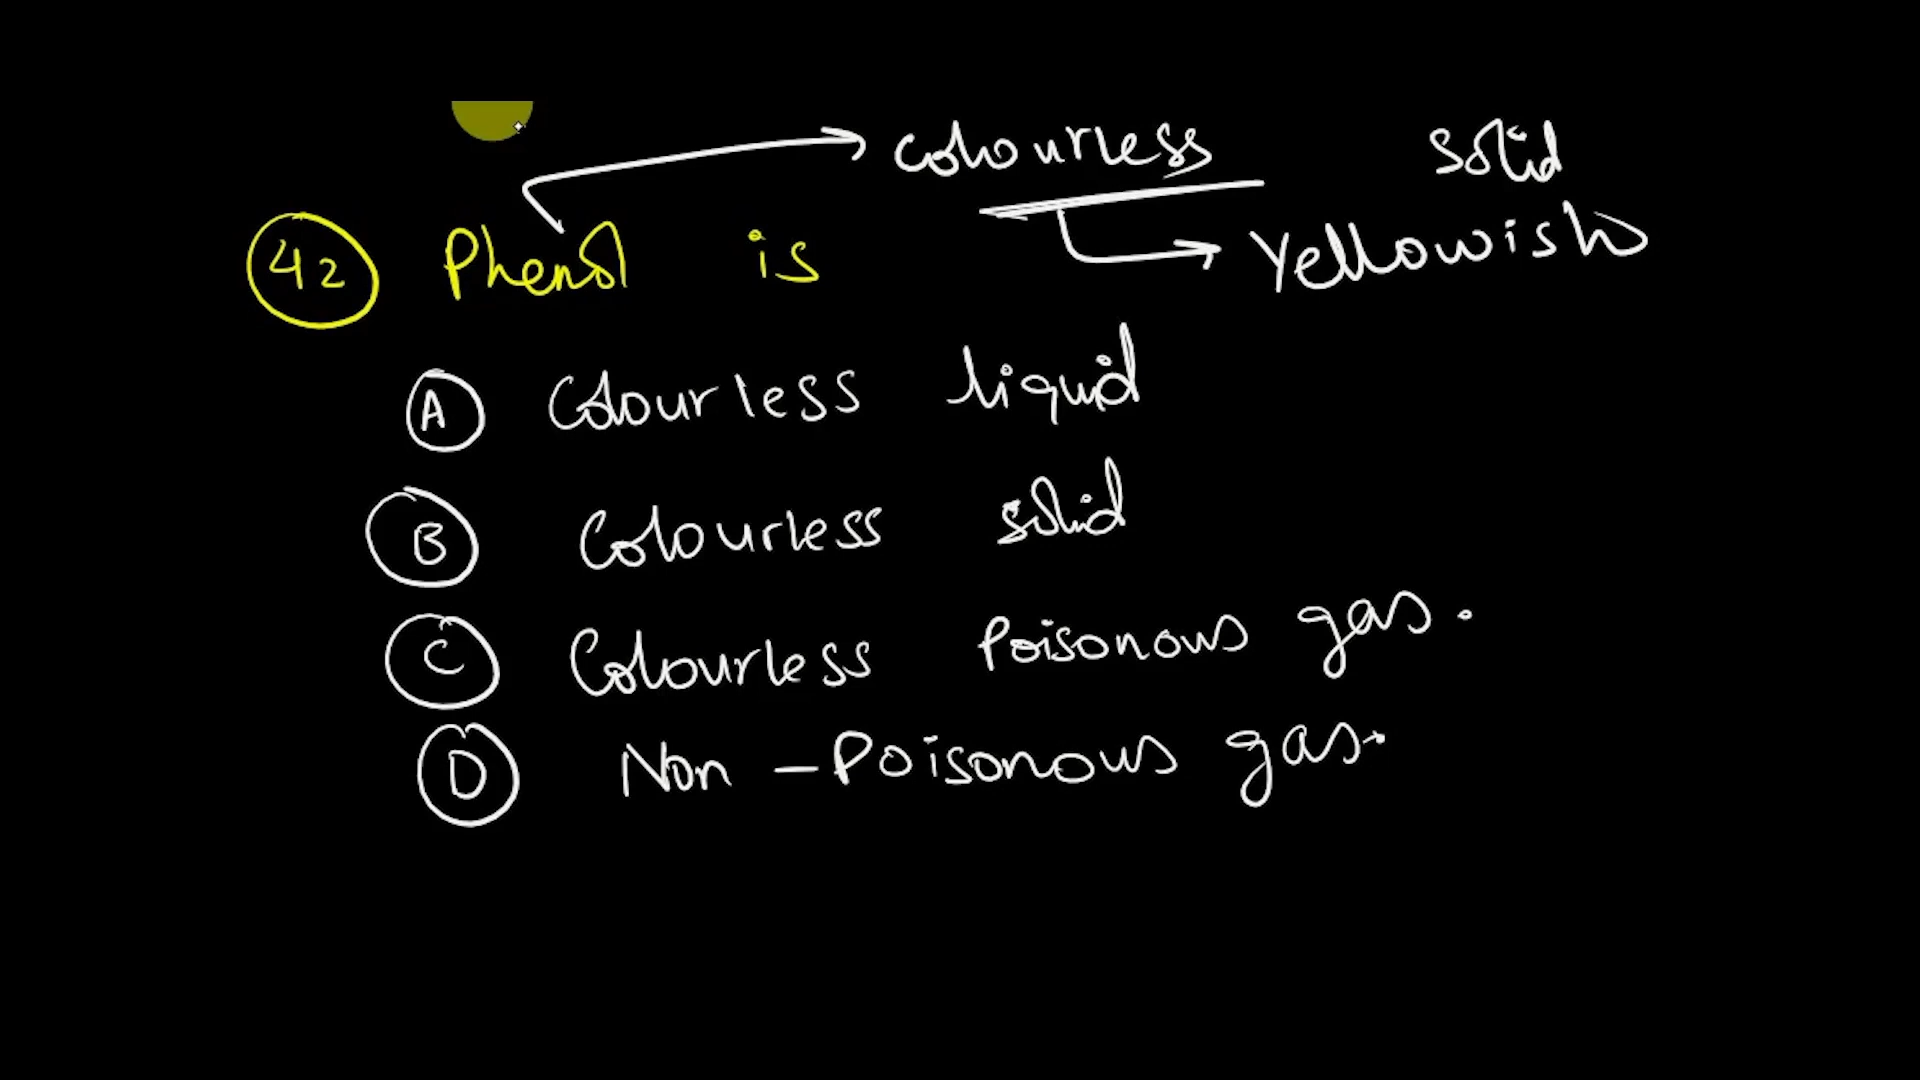 colourless solid
Yellowish
42 Phenol is
A Colourless liquid
B Colourless solid
C Colourless Poisonous gas.
D Non-Poisonous gas.